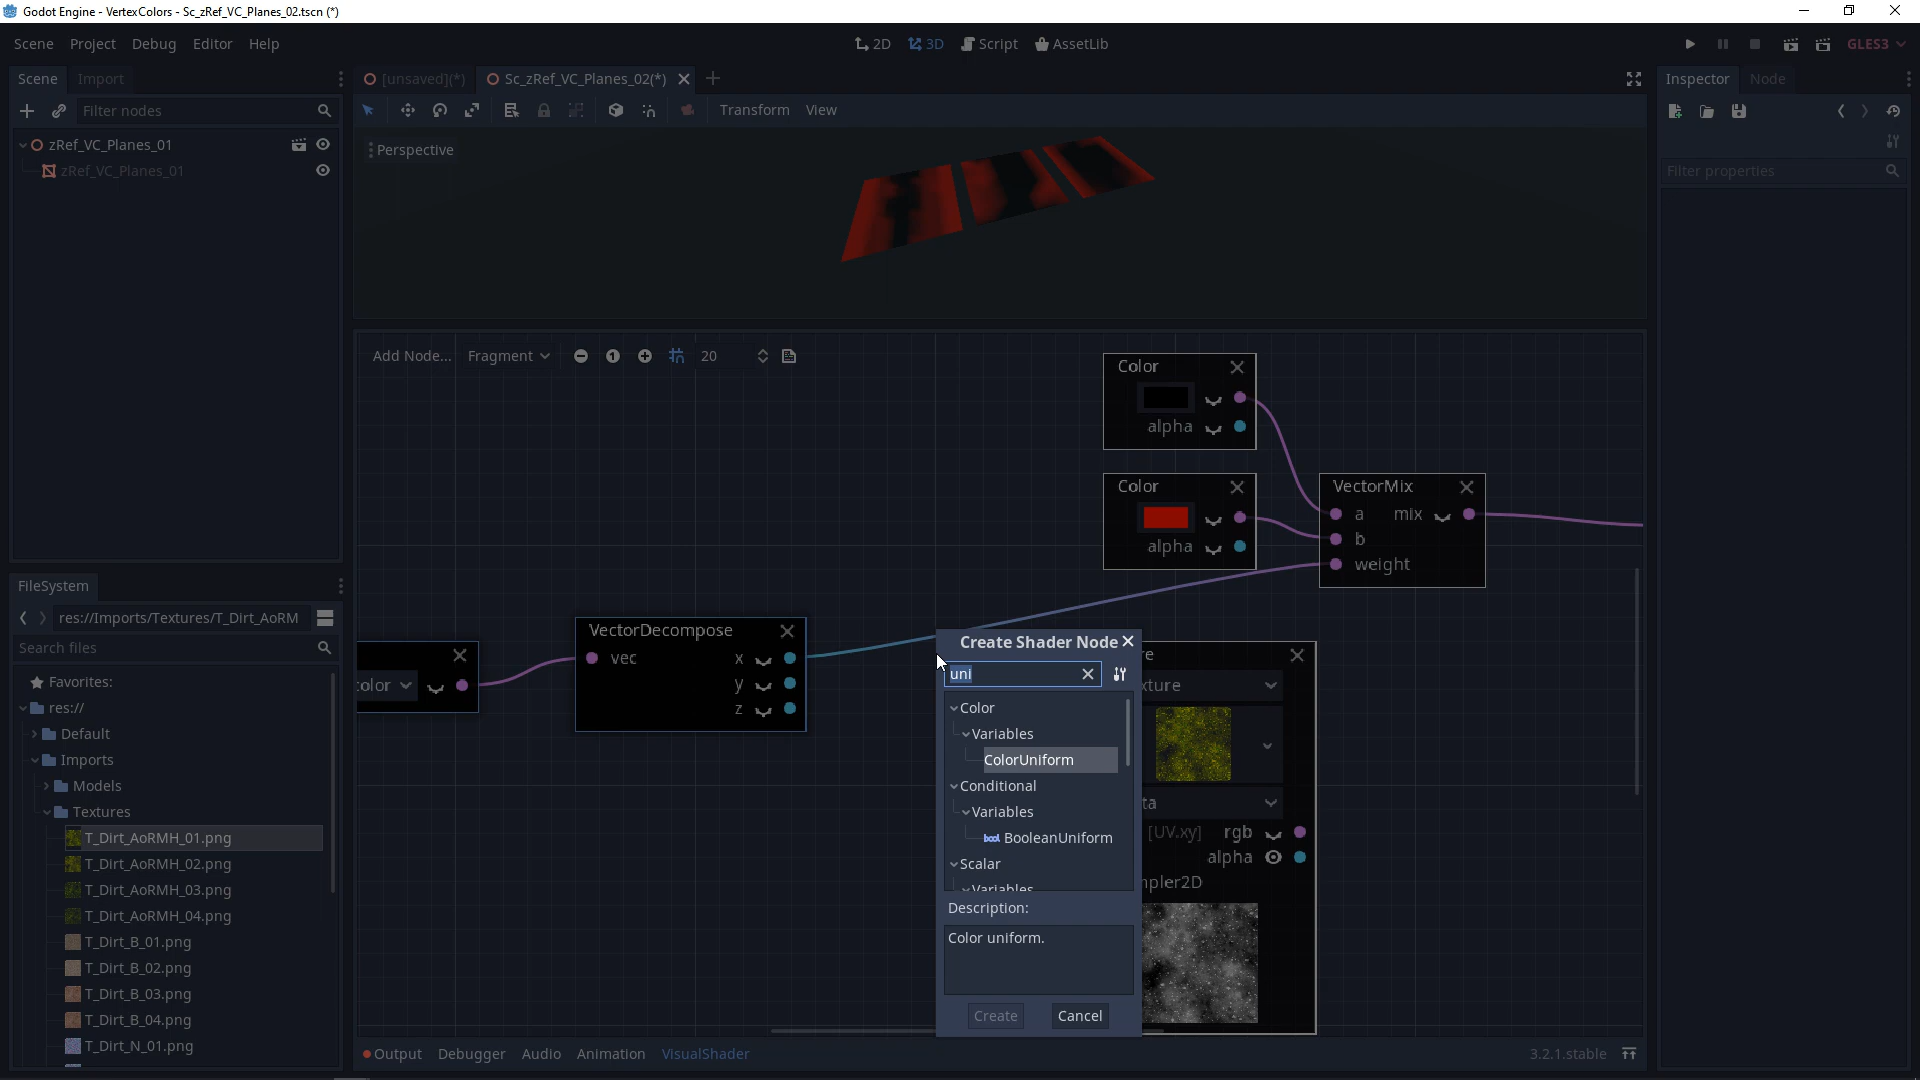 Godot Engine - VertexColors - Sc_zRef_VC_Planes_02.tscn (*)
Scene Project Debug Editor Help
2D 3D Script AssetLib
GLES3
Scene Import
[unsaved](*) Sc_zRef_VC_Planes_02(*)
Inspector Node
Filter nodes
Transform View
zRef_VC_Planes_01
zRef_VC_Planes_01
Perspective
Filter properties
Add Node... Fragment 1 20
Color
alpha
Color
alpha
VectorMix
a mix
b
weight
VectorDecompose
vec x
y
z
color
Create Shader Node
uni
Color
Variables
ColorUniform
Conditional
Variables
bool BooleanUniform
Scalar
Variables
Description:
Color uniform.
Create Cancel
re
xture
ta
[UV.xy] rgb
alpha
mpler2D
FileSystem
res://Imports/Textures/T_Dirt_AoRM
Search files
Favorites:
res://
Default
Imports
Models
Textures
T_Dirt_AoRMH_01.png
T_Dirt_AoRMH_02.png
T_Dirt_AoRMH_03.png
T_Dirt_AoRMH_04.png
T_Dirt_B_01.png
T_Dirt_B_02.png
T_Dirt_B_03.png
T_Dirt_B_04.png
T_Dirt_N_01.png
Output Debugger Audio Animation VisualShader
3.2.1.stable